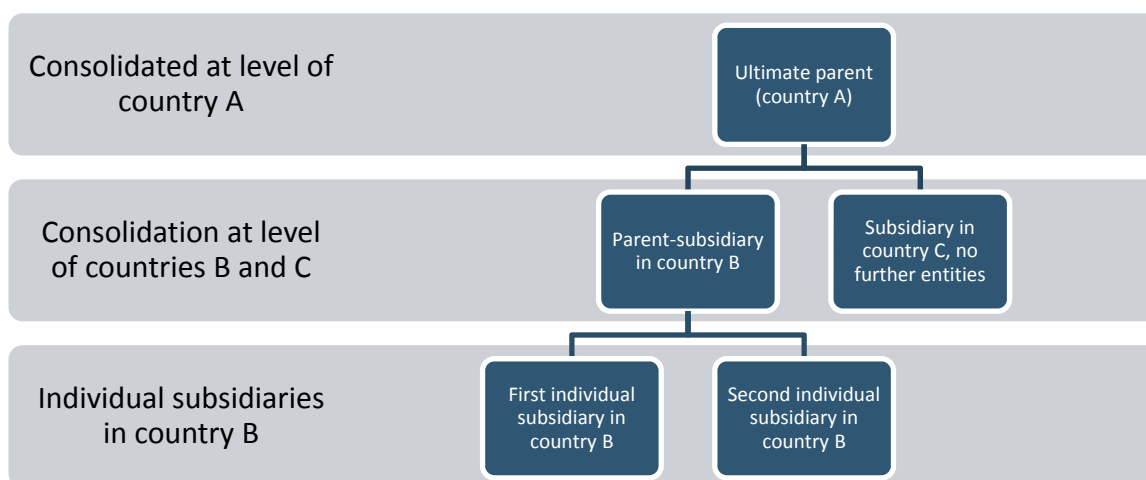 Consolidated at level of
country A
Ultimate parent
(country A)
Consolidation at level
of countries B and C
Parent-subsidiary
in country B
Subsidiary in
country C, no
further entities
Individual subsidiaries
in country B
First individual
subsidiary in
country B
Second individual
subsidiary in
country B